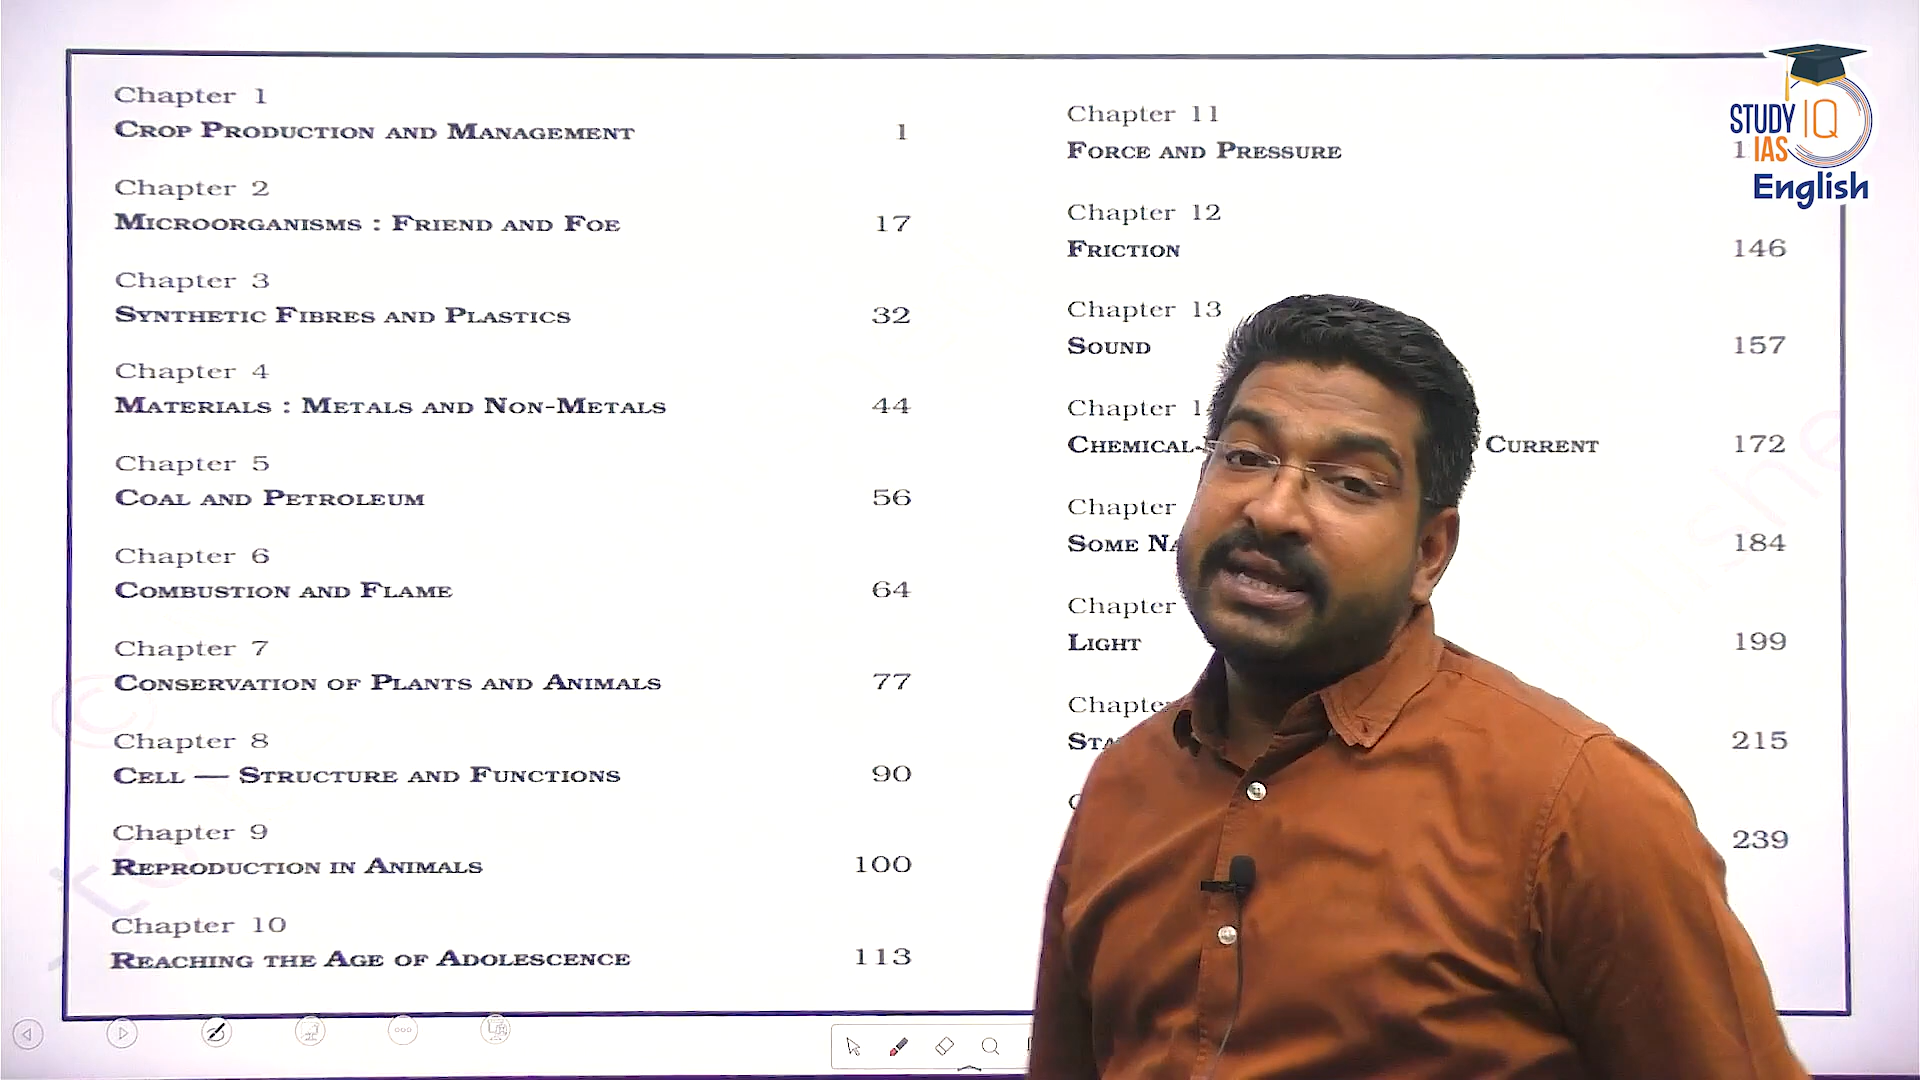 Chapter 1
CROP PRODUCTION AND MANAGEMENT 1
Chapter 2
MICROORGANISMS : FRIEND AND FOE 17
Chapter 3
SYNTHETIC FIBRES AND PLASTICS 32
Chapter 4
MATERIALS : METALS AND NON-METALS 44
Chapter 5
COAL AND PETROLEUM 56
Chapter 6
COMBUSTION AND FLAME 64
Chapter 7
CONSERVATION OF PLANTS AND ANIMALS 77
Chapter 8
CELL — STRUCTURE AND FUNCTIONS 90
Chapter 9
REPRODUCTION IN ANIMALS 100
Chapter 10
REACHING THE AGE OF ADOLESCENCE 113
Chapter 11
FORCE AND PRESSURE
Chapter 12
FRICTION 146
Chapter 13
SOUND 157
Chapter
CHEMICAL CURRENT 172
Chapter
SOME 184
Chapter
LIGHT 199
215
239
STUDY IQ
IAS
English